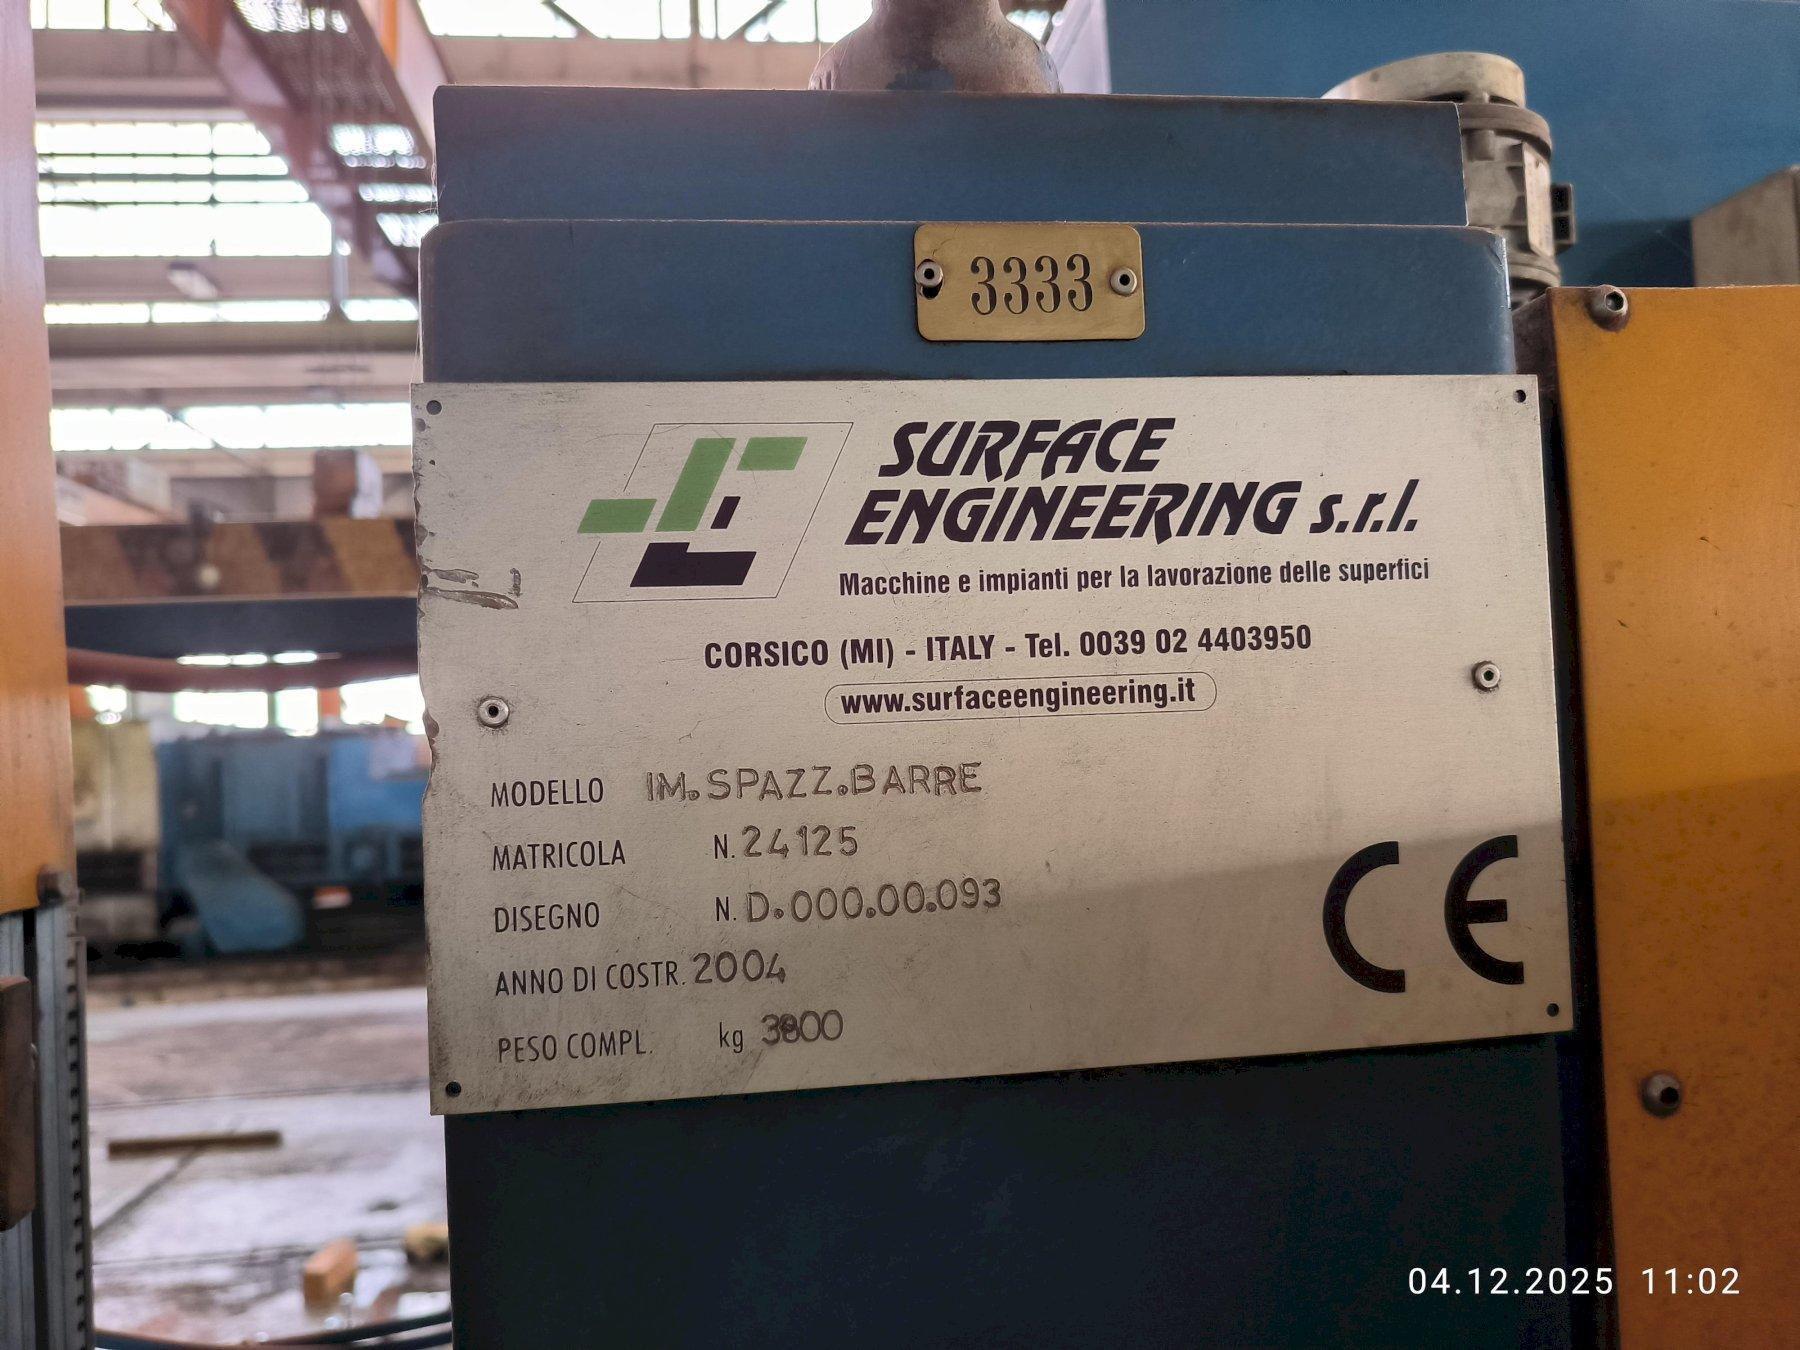 3333
SURFACE
ENGINEERING s.r.l.
Macchine e impianti per la lavorazione delle superfici
CORSICO (MI) - ITALY - Tel. 0039 02 4403950
www.surfaceengineering.it
MODELLO IM.SPAZZ.BARRE
MATRICOLA N. 24125
DISEGNO N. D.000.00.093
ANNO DI COSTR. 2004
PESO COMPL. kg 3800
CE
04.12.2025 11:02